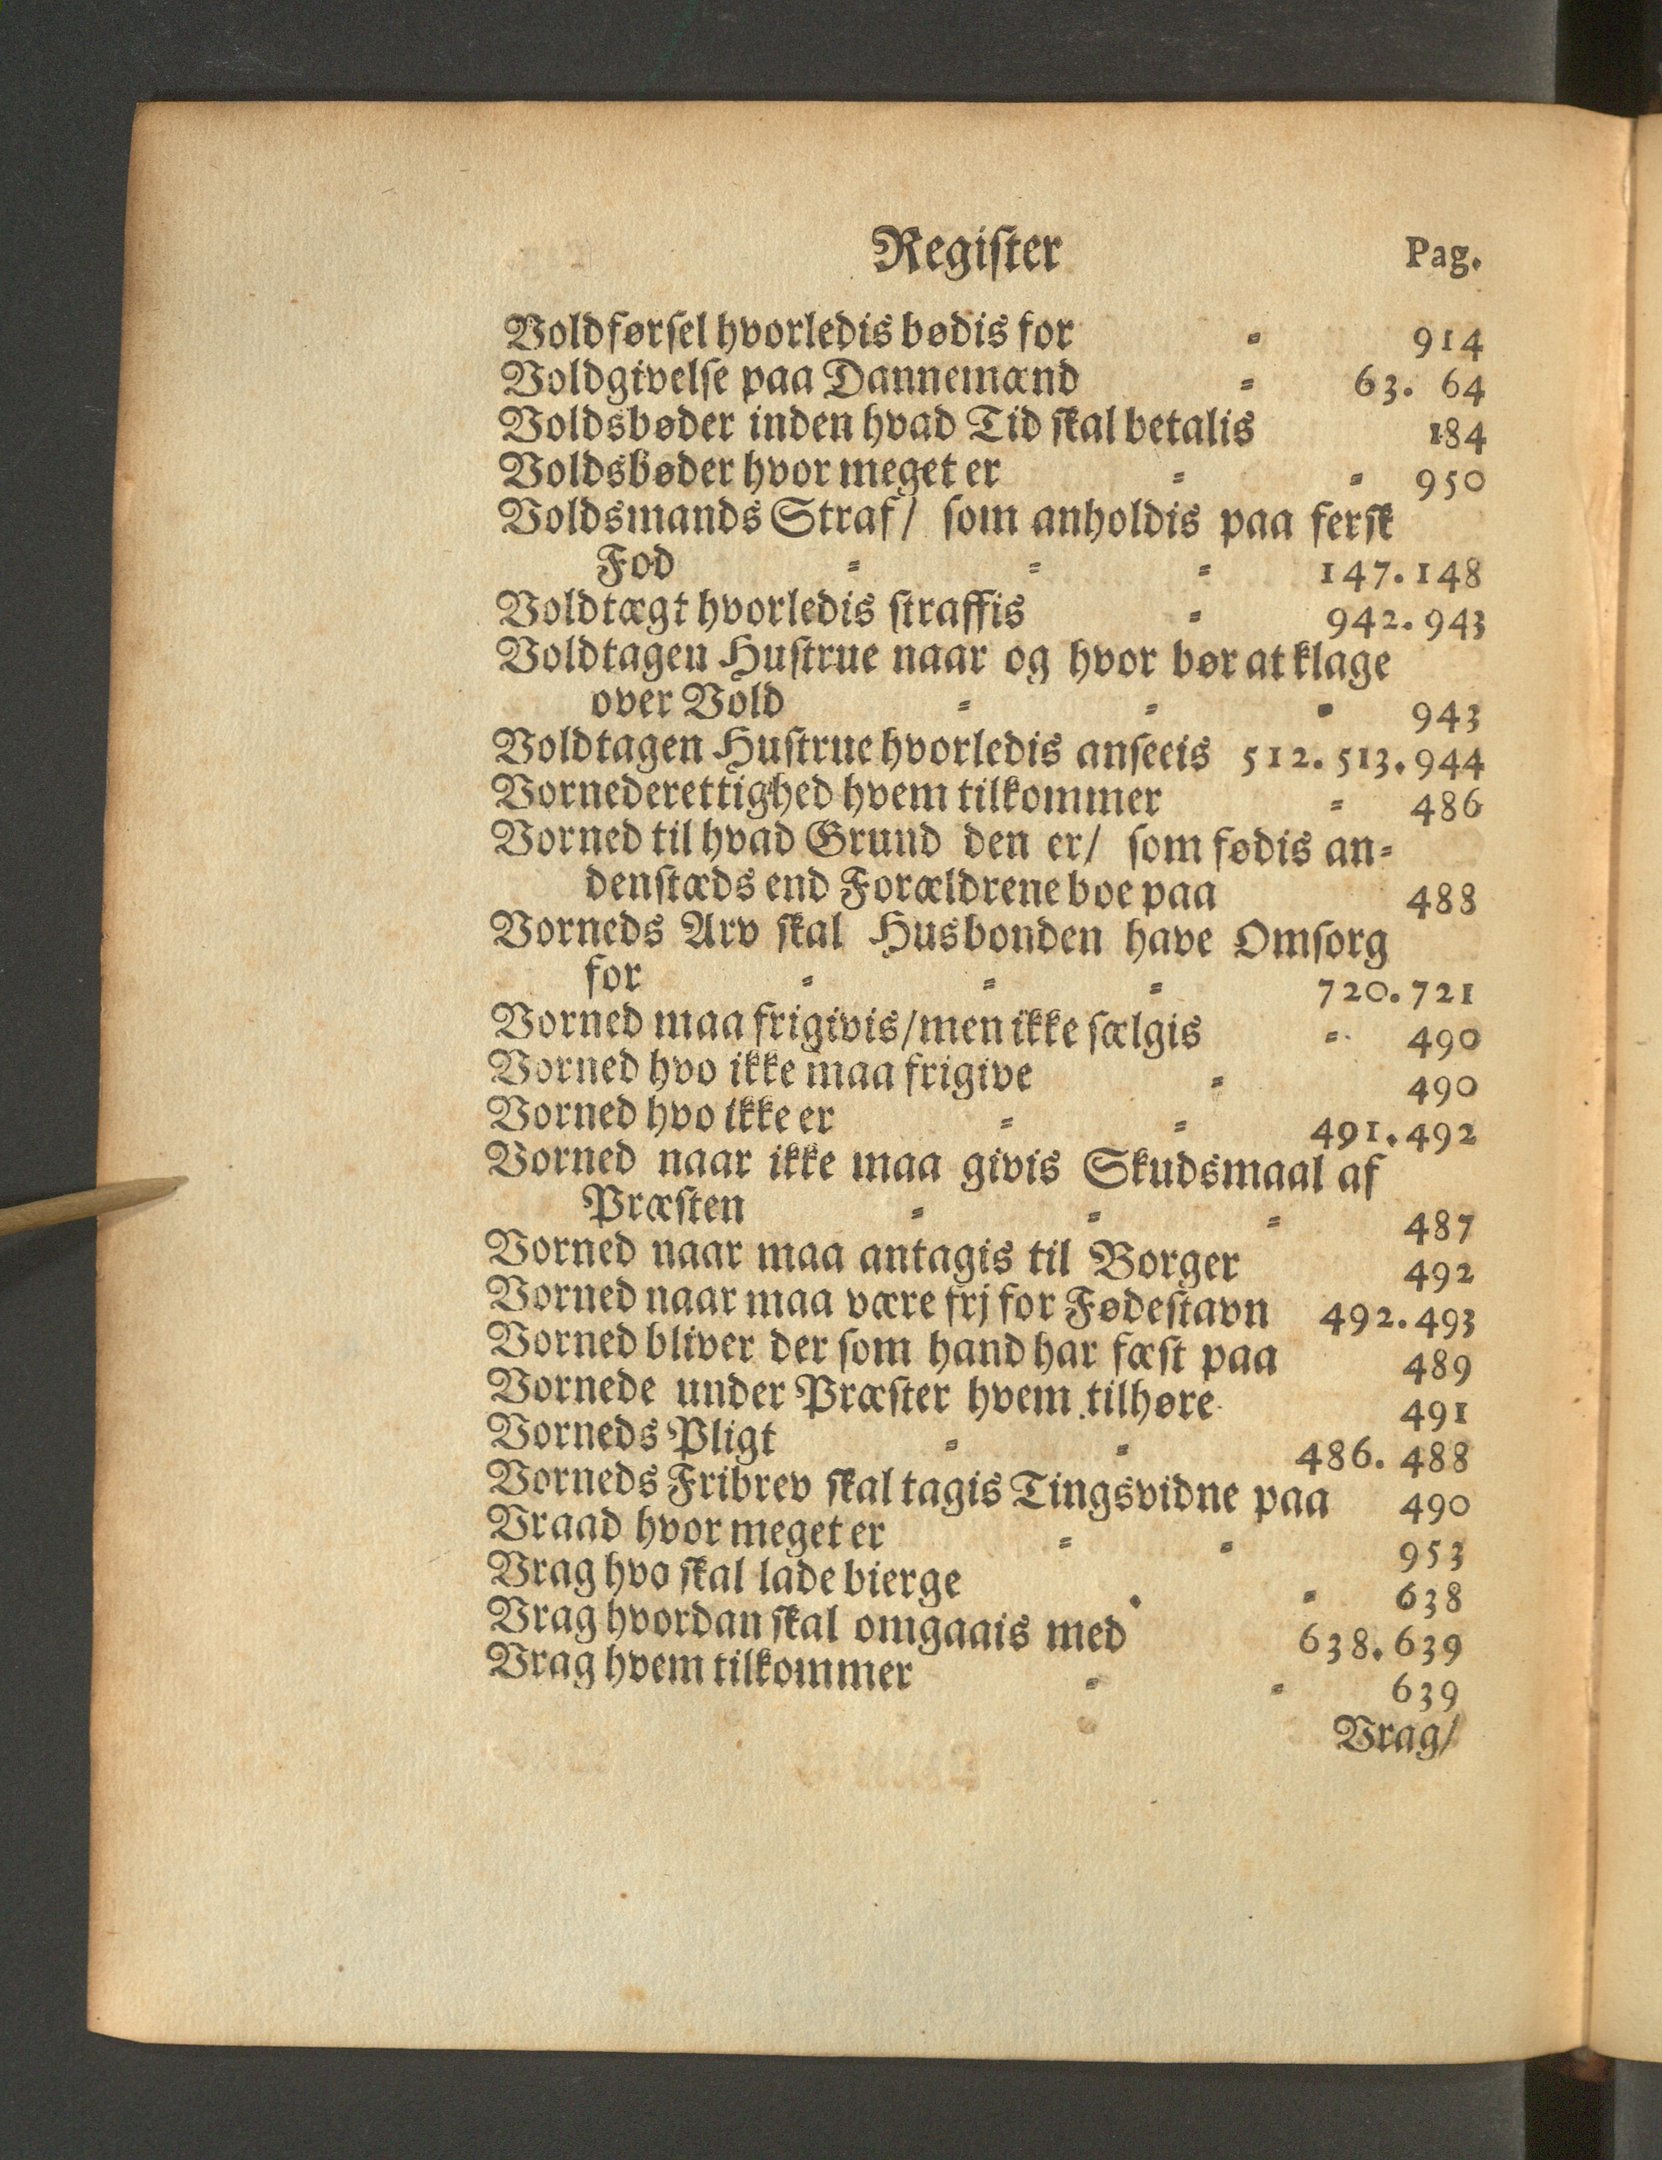 Regiſter Pag.
Voldførſel hvorledis bødis for = 914
Voldgivelſe paa Dannemænd = 63. 64
Voldsbøder inden hvad Tid ſkal betalis 184
Voldsbøder hvor meget er = = 950
Voldsmands Straf/ ſom anholdis paa ferſk
Fod = = = 147. 148
Voldtægt hvorledis ſtraffis = 942. 943
Voldtagen Huſtrue naar og hvor bør at klage
over Vold = = = 943
Voldtagen Huſtrue hvorledis anſeeis 512. 513. 944
Vornederettighed hvem tilkommer = 486
Vorned til hvad Grund den er/ ſom fødis an=
denſtæds end Forældrene boe paa 488
Vorneds Arv ſkal Husbonden have Omſorg
for = = = 720. 721
Vorned maa frigivis/ men ikke ſælgis = 490
Vorned hvo ikke maa frigive = 490
Vorned hvo ikke er = = 491. 492
Vorned naar ikke maa givis Skudsmaal af
Præſten = = = 487
Vorned naar maa antagis til Borger 492
Vorned naar maa være frj for Fødeſtavn 492. 493
Vorned bliver der ſom hand har fæſt paa 489
Vornede under Præſter hvem tilhøre 491
Vorneds Pligt = = 486. 488
Vorneds Fribrev ſkal tagis Tingsvidne paa 490
Vraad hvor meget er = = 953
Vrag hvo ſkal lade bierge = = 638
Vrag hvordan ſkal omgaais med 638. 639
Vrag hvem tilkommer = = 639
Vrag/